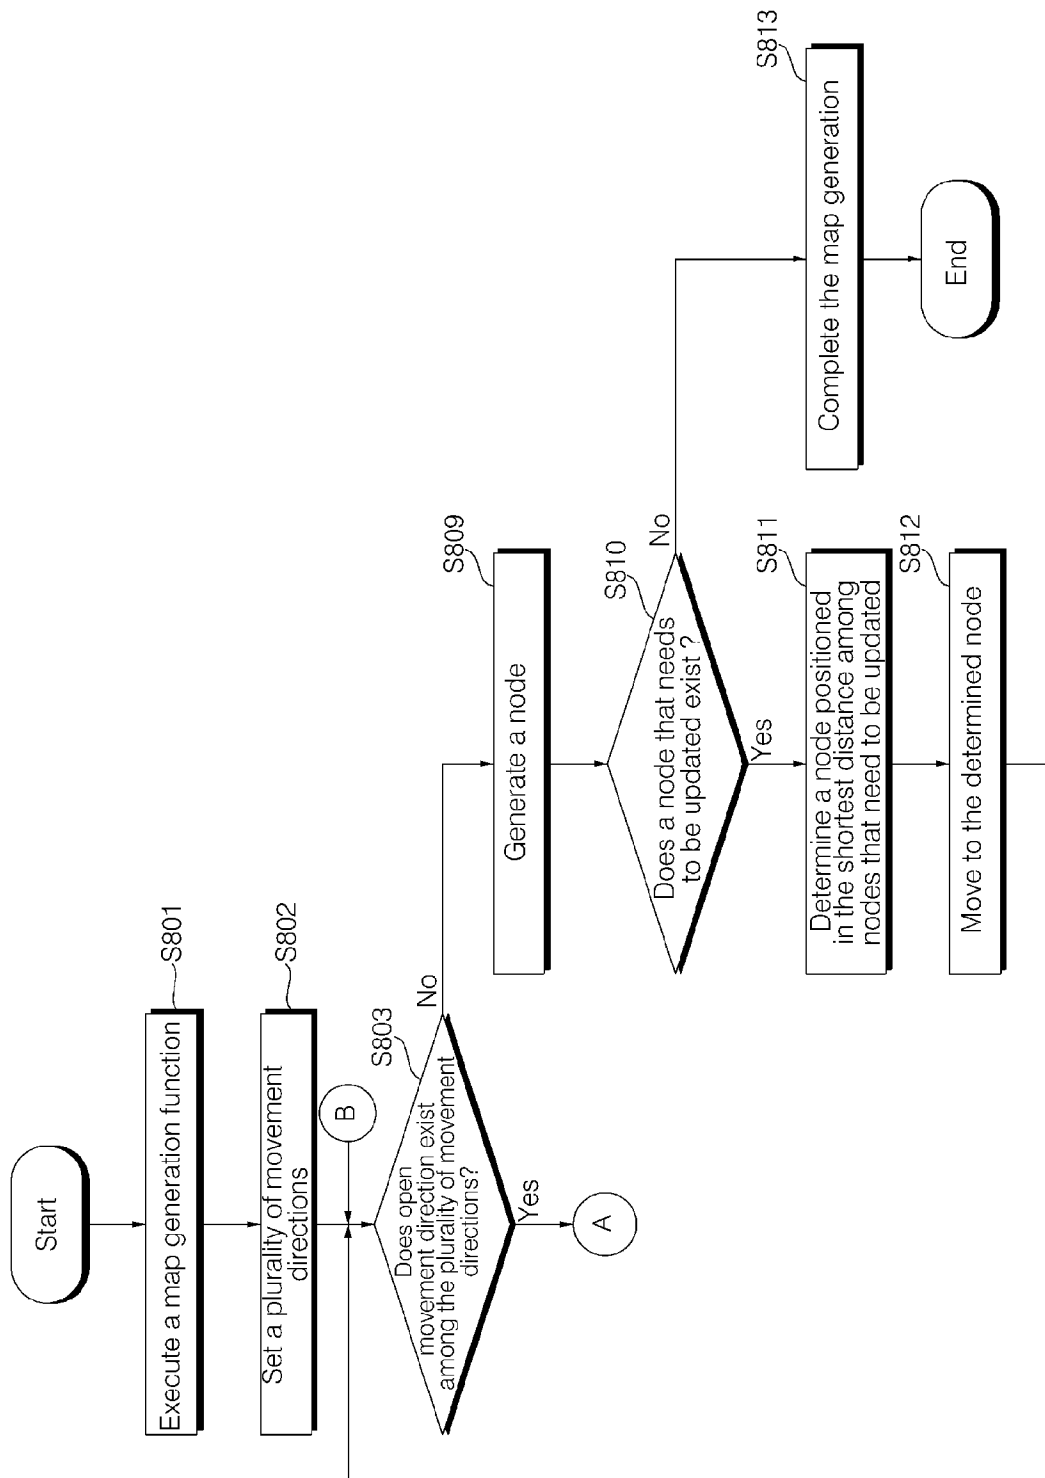 Start
Execute a map generation function
S801
Set a plurality of movement
directions
S802
B
Does open
movement direction exist
among the plurality of movement
directions?
S803
No
Yes
A
Generate a node
S809
Does a node that needs
to be updated exist ?
S810
No
Yes
Determine a node positioned
in the shortest distance among
nodes that need to be updated
S811
Move to the determined node
S812
Complete the map generation
S813
End